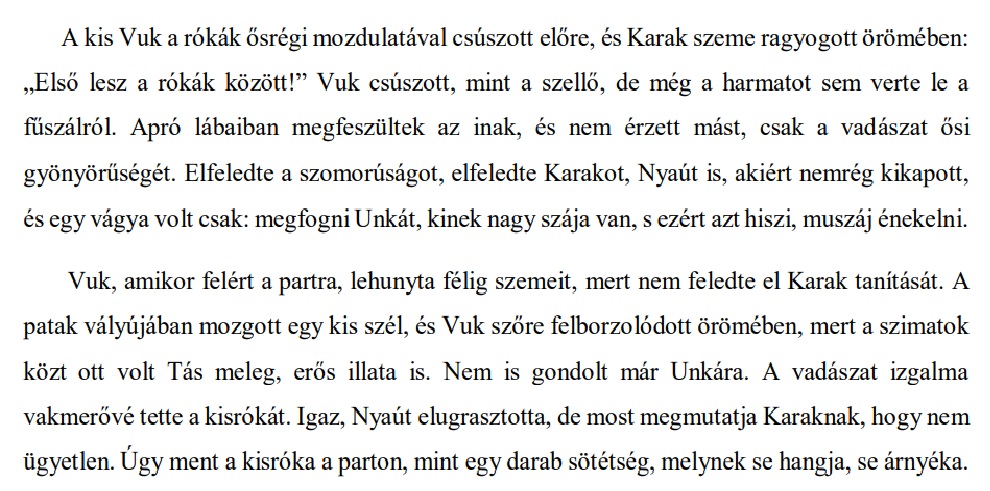 A kis Vuk a rókák ősrégi mozdulatával csúszott előre, és Karak szeme ragyogott örömében:
„Első lesz a rókák között!” Vuk csúszott, mint a szellő, de még a harmatot sem verte le a
fűszálról. Apró lábaiban megfeszültek az inak, és nem érzett mást, csak a vadászat ősi
gyönyörűségét. Elfeledte a szomorúságot, elfeledte Karakot, Nyaút is, akiért nemrég kikapott,
és egy vágya volt csak: megfogni Unkát, kinek nagy szája van, s ezért azt hiszi, muszáj énekelni.
Vuk, amikor felért a partra, lehunyta félig szemeit, mert nem feledte el Karak tanítását. A
patak vályújában mozgott egy kis szél, és Vuk szőre felborzolódott örömében, mert a szimatok
közt ott volt Tás meleg, erős illata is. Nem is gondolt már Unkára. A vadászat izgalma
vakmerővé tette a kisrókát. Igaz, Nyaút elugrasztotta, de most megmutatja Karaknak, hogy nem
ügyetlen. Úgy ment a kisróka a parton, mint egy darab sötétség, melynek se hangja, se árnyéka.